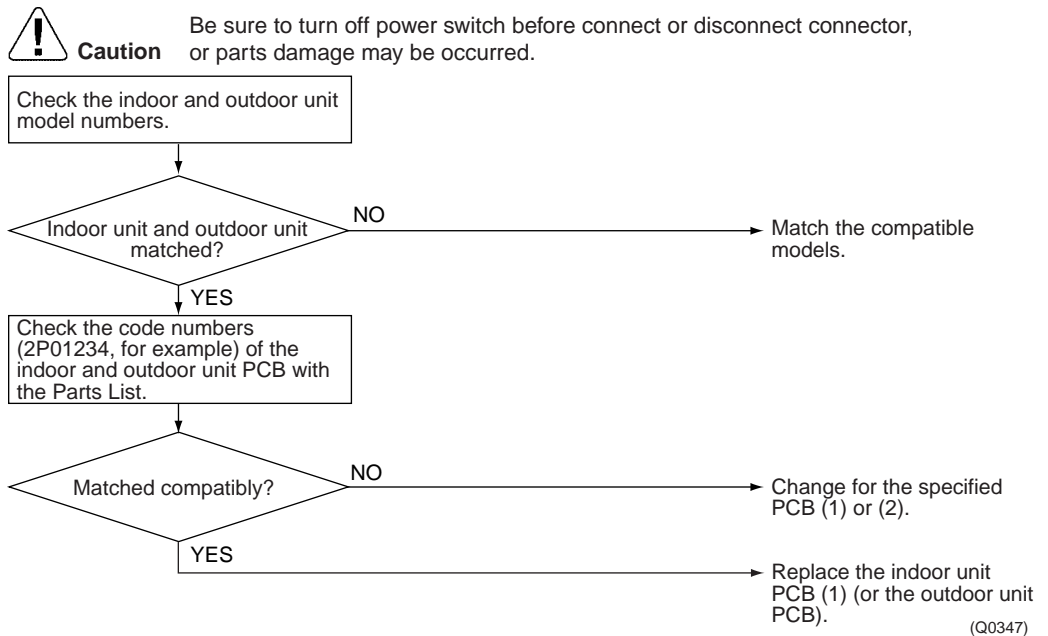 Be sure to turn off power switch before connect or disconnect connector,
Caution or parts damage may be occurred.
Check the indoor and outdoor unit
model numbers.
Indoor unit and outdoor unit
matched?
NO
Match the compatible
models.
YES
Check the code numbers
(2P01234, for example) of the
indoor and outdoor unit PCB with
the Parts List.
Matched compatibly?
NO
Change for the specified
PCB (1) or (2).
YES
Replace the indoor unit
PCB (1) (or the outdoor unit
PCB).
(Q0347)